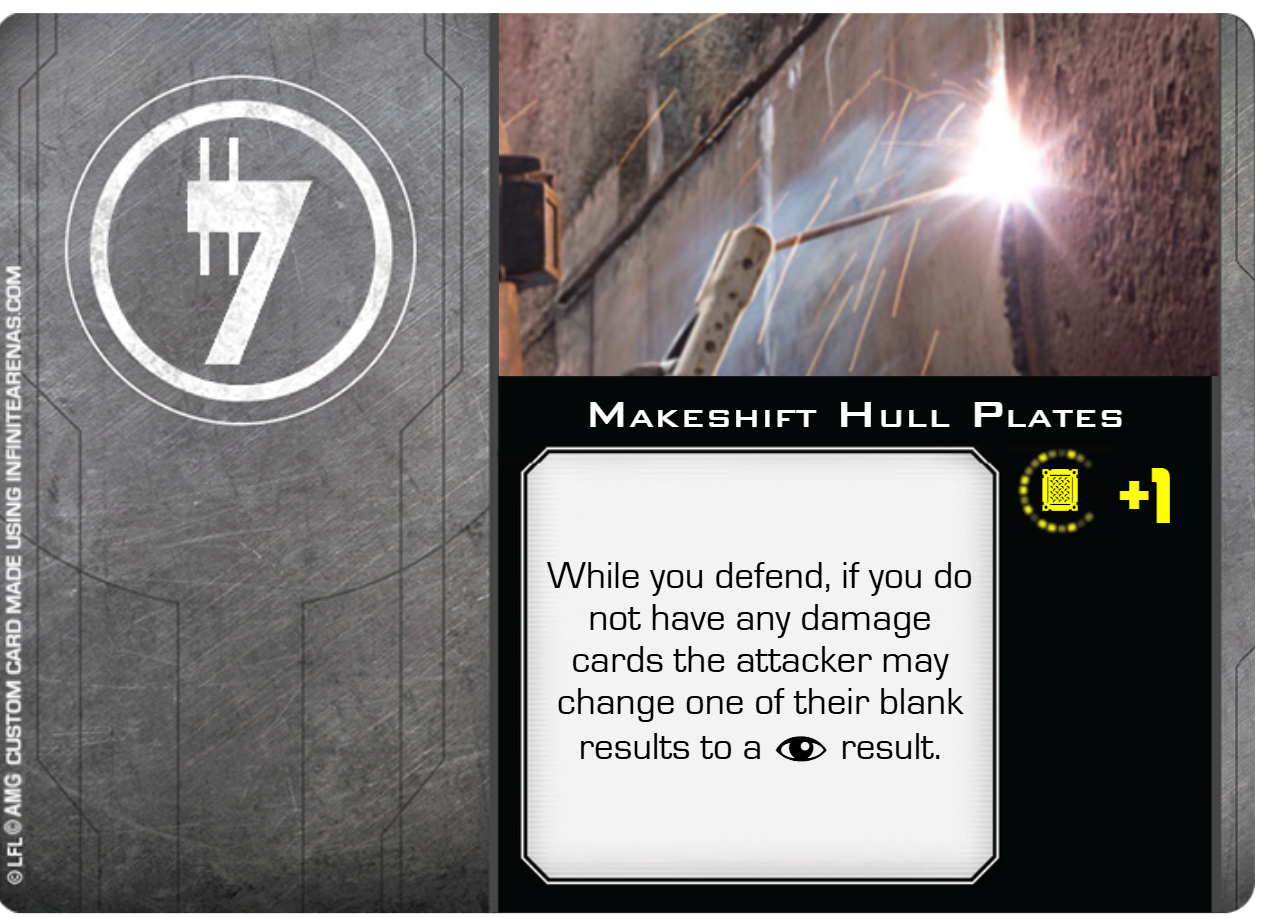 Makeshift Hull Plates
+1
While you defend, if you do
not have any damage
cards the attacker may
change one of their blank
results to a result.
© LFL © AMG CUSTOM CARD MADE USING INFINITEARENAS.COM